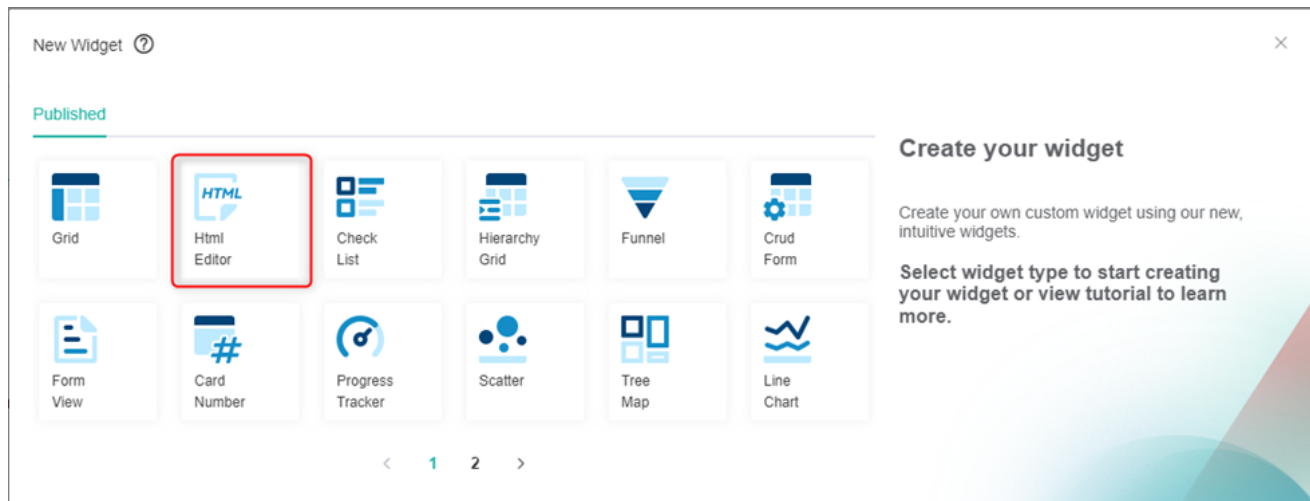 New Widget ?
Published
Create your widget
Create your own custom widget using our new,
intuitive widgets.
Select widget type to start creating
your widget or view tutorial to learn
more.
Grid
HTML
Html
Editor
Check
List
Hierarchy
Grid
Funnel
Crud
Form
Form
View
#
Card
Number
Progress
Tracker
Scatter
Tree
Map
Line
Chart
< 1 2 >